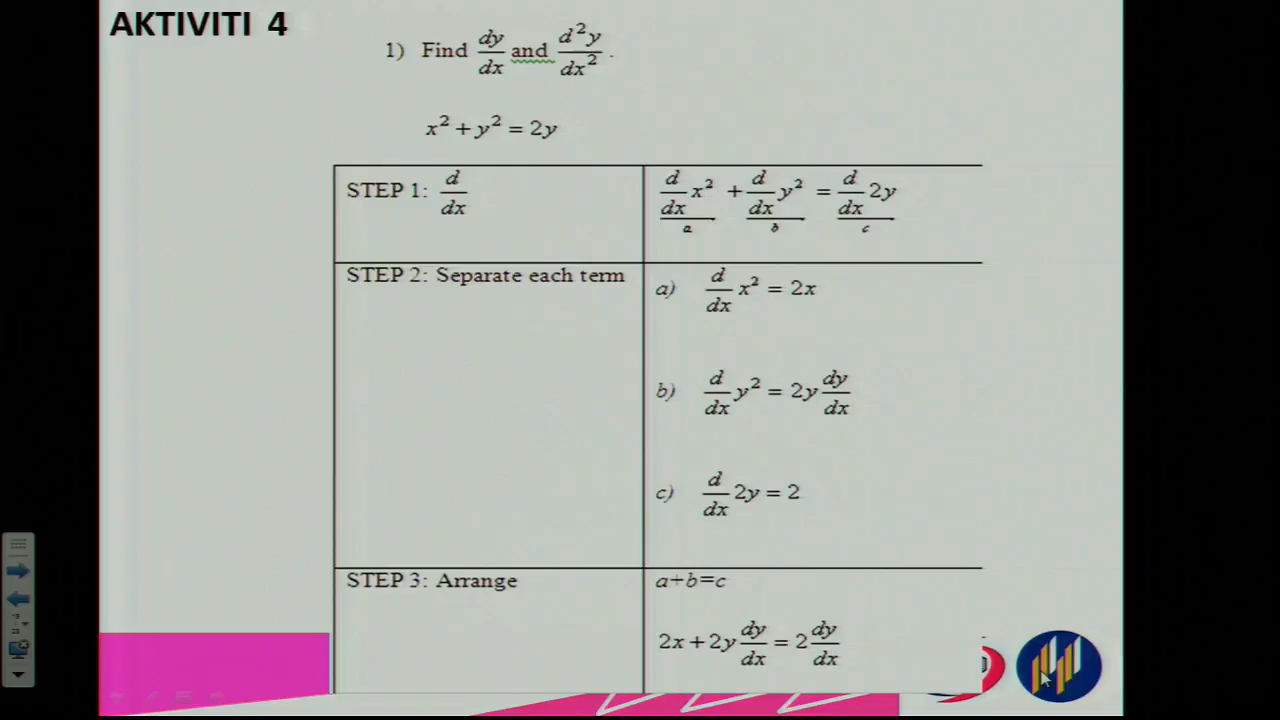 AKTIVITI 4
1) Find dy/dx and d²y/dx² .
x² + y² = 2y
STEP 1: d/dx
d/dx x² + d/dx y² = d/dx 2y
a b c
STEP 2: Separate each term
a) d/dx x² = 2x
b) d/dx y² = 2y dy/dx
c) d/dx 2y = 2
STEP 3: Arrange
a+b=c
2x + 2y dy/dx = 2 dy/dx